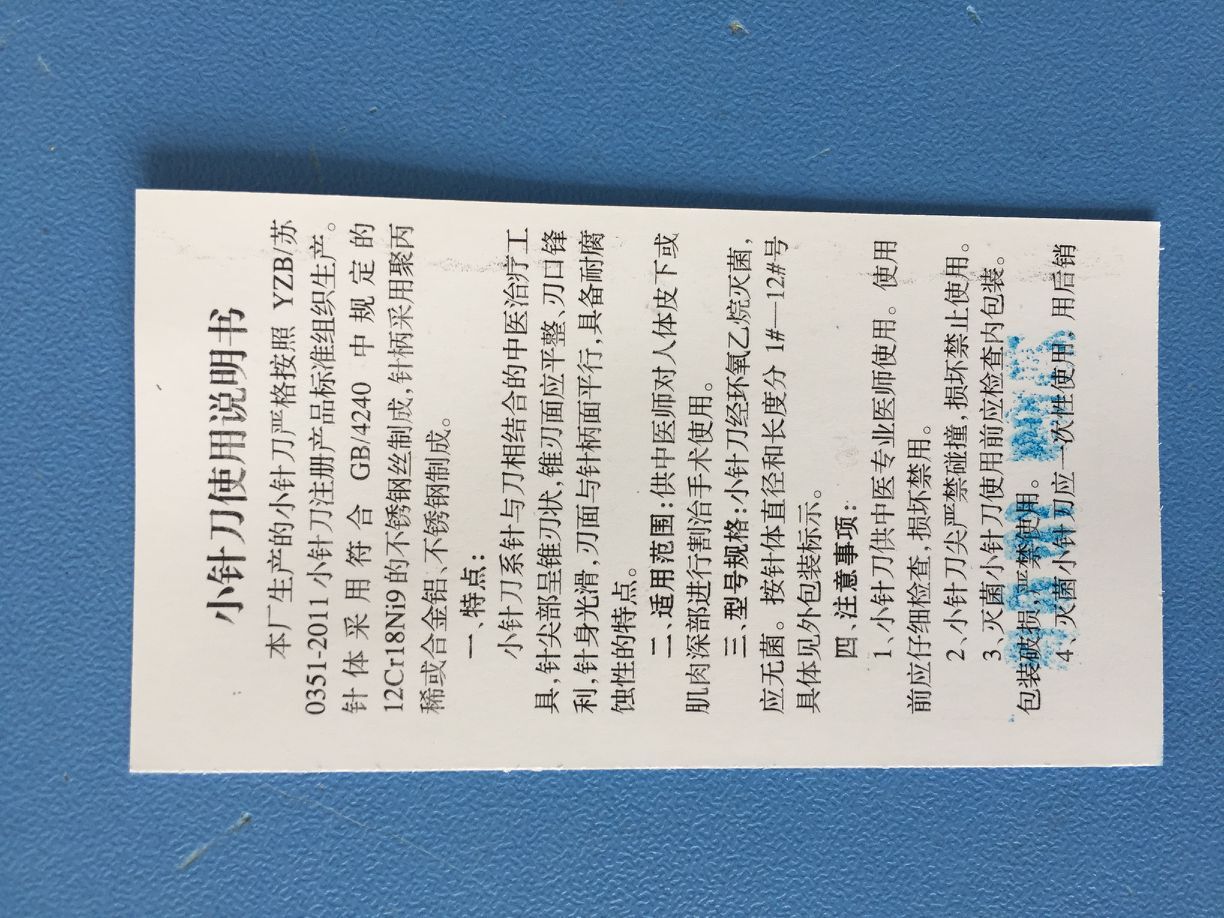 小针刀使用说明书
本厂生产的小针刀严格按照 YZB/苏
0351-2011 小针刀注册产品标准组织生产。
针体采用符合 GB/4240 中规定的
12Cr18Ni9的不锈钢丝制成,针柄采用聚丙
稀或合金铝、不锈钢制成。
一、特点:
小针刀系针与刀相结合的中医治疗工
具,针尖部呈锥刃状,锥刃面应平整、刃口锋
利,针身光滑,刃面与针柄面平行,具备耐腐
蚀性的特点。
二、适用范围:供中医师对人体皮下或
肌肉深部进行割治手术使用。
三、型号规格:小针刀经环氧乙烷灭菌,
应无菌。按针体直径和长度分 1#—12#号
具体见外包装标示。
四、注意事项:
1、小针刀供中医专业医师使用。使用
前应仔细检查,损坏禁用。
2、小针刀尖严禁碰撞,损坏禁止使用。
3、灭菌小针刀使用前应检查内包装。
包装破损,严禁使用。
4、灭菌小针刀应一次性使用,用后销